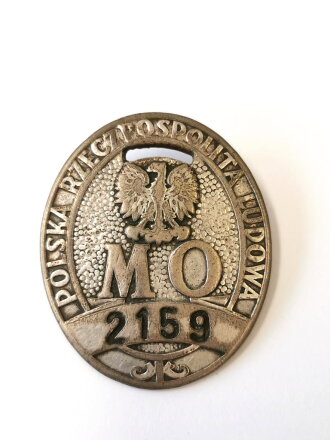 POLSKA RZECZPOSPOLITA LUDOWA
MO
2159